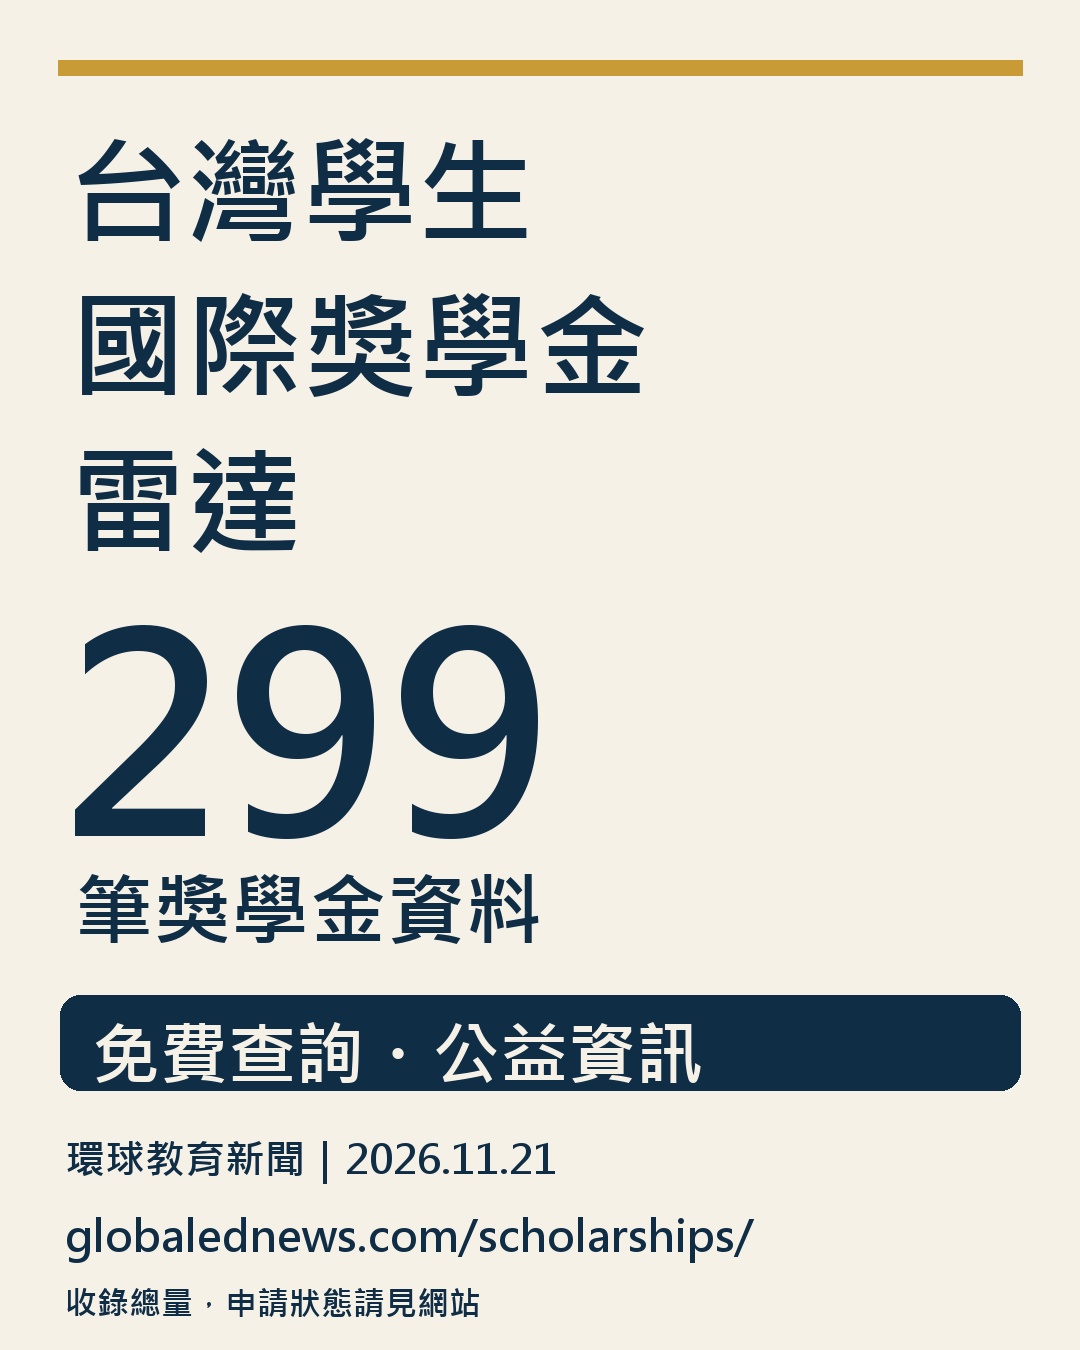 台灣學生
國際獎學金
雷達
299
筆獎學金資料
免費查詢・公益資訊
環球教育新聞 | 2026.11.21
globalednews.com/scholarships/
收錄總量，申請狀態請見網站